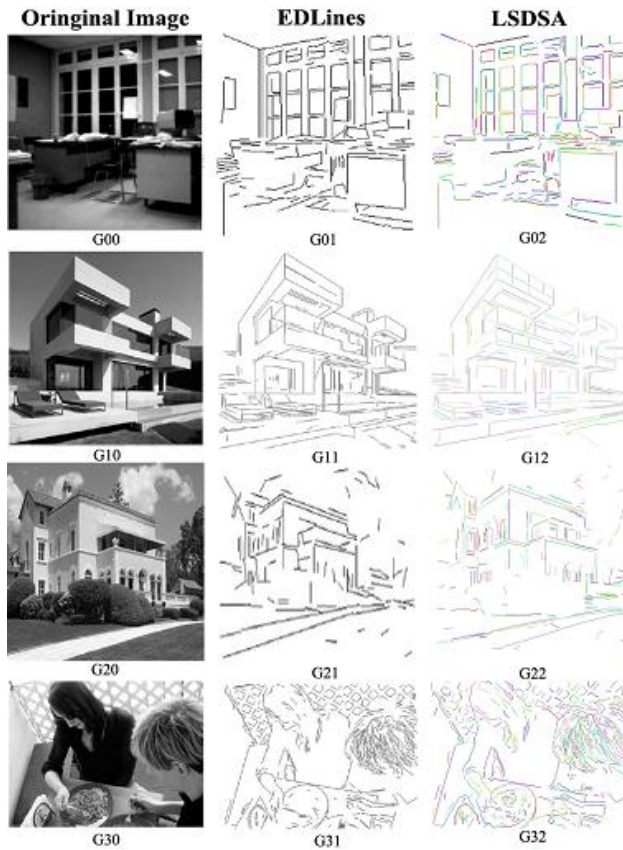 Oringinal Image EDLines LSDSA
G00 G01 G02
G10 G11 G12
G20 G21 G22
G30 G31 G32